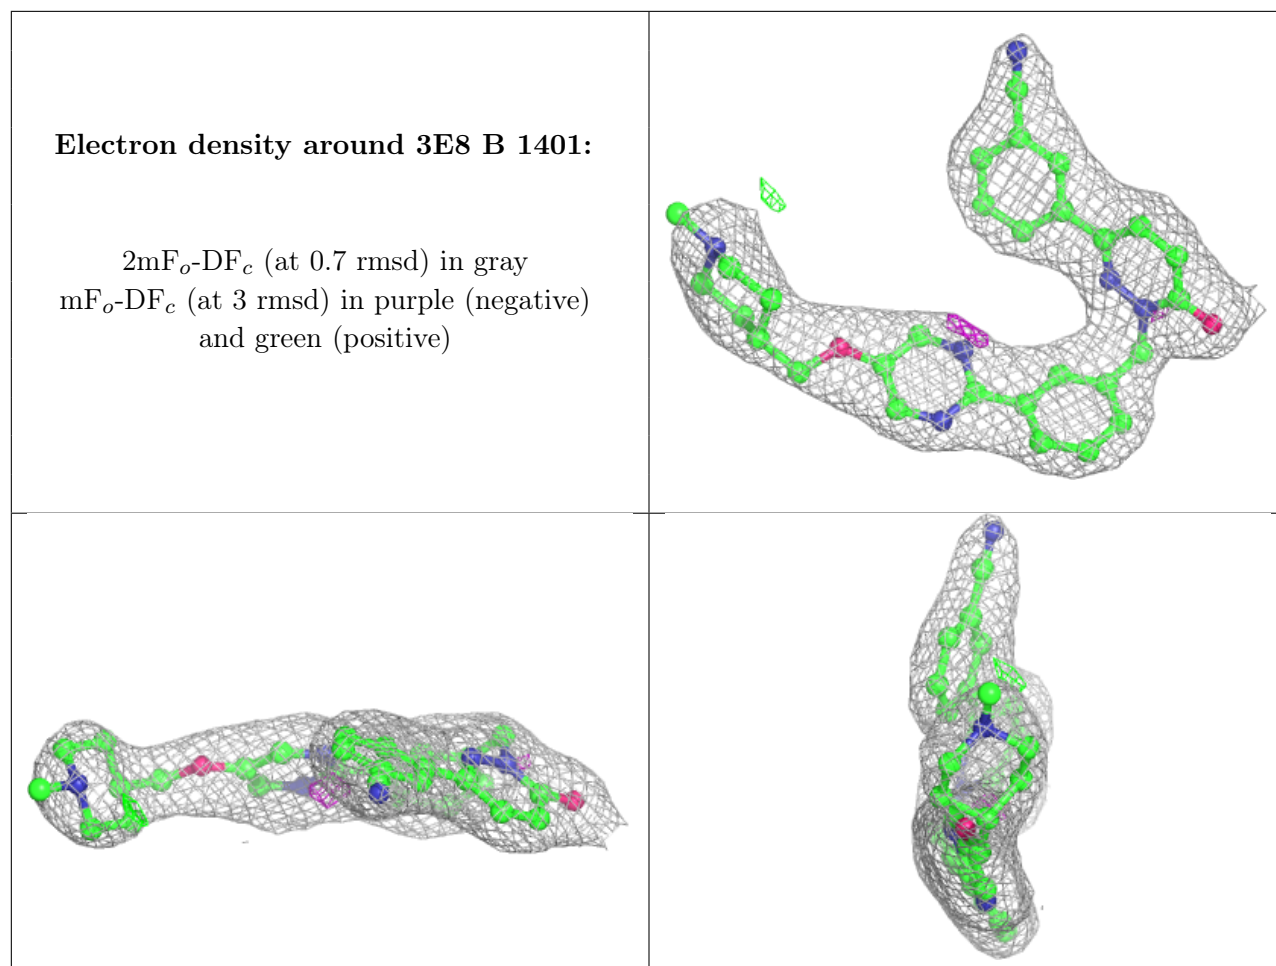 Electron density around 3E8 B 1401:
2mFo-DFc (at 0.7 rmsd) in gray
mFo-DFc (at 3 rmsd) in purple (negative)
and green (positive)